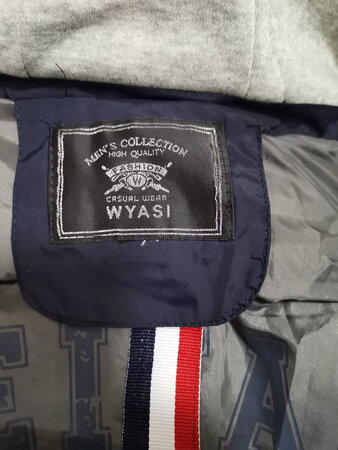 MEN'S COLLECTION
HIGH QUALITY
FASHION
W
CASUAL WEAR
WYASI